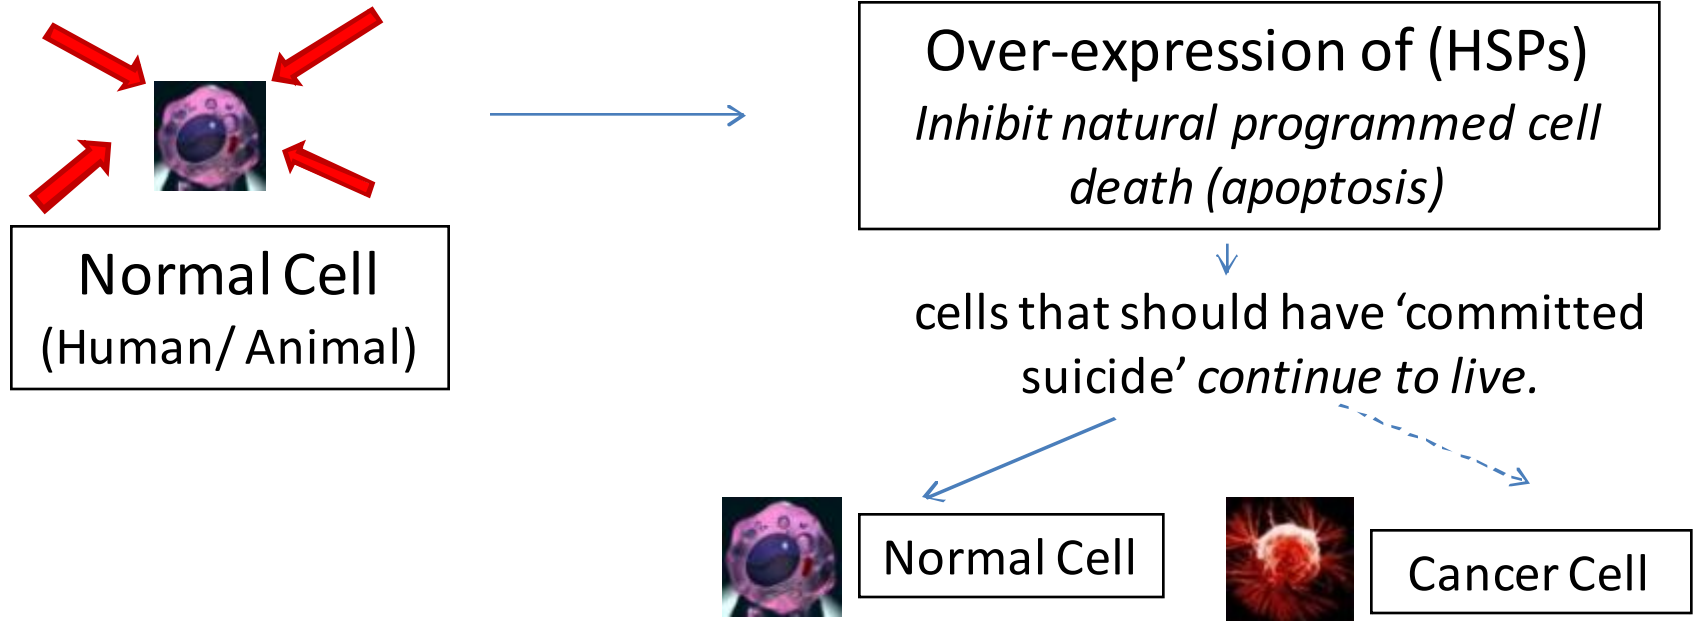 Over-expression of (HSPs)
Inhibit natural programmed cell
death (apoptosis)
Normal Cell
(Human/ Animal)
cells that should have ‘committed
suicide’ continue to live.
Normal Cell
Cancer Cell